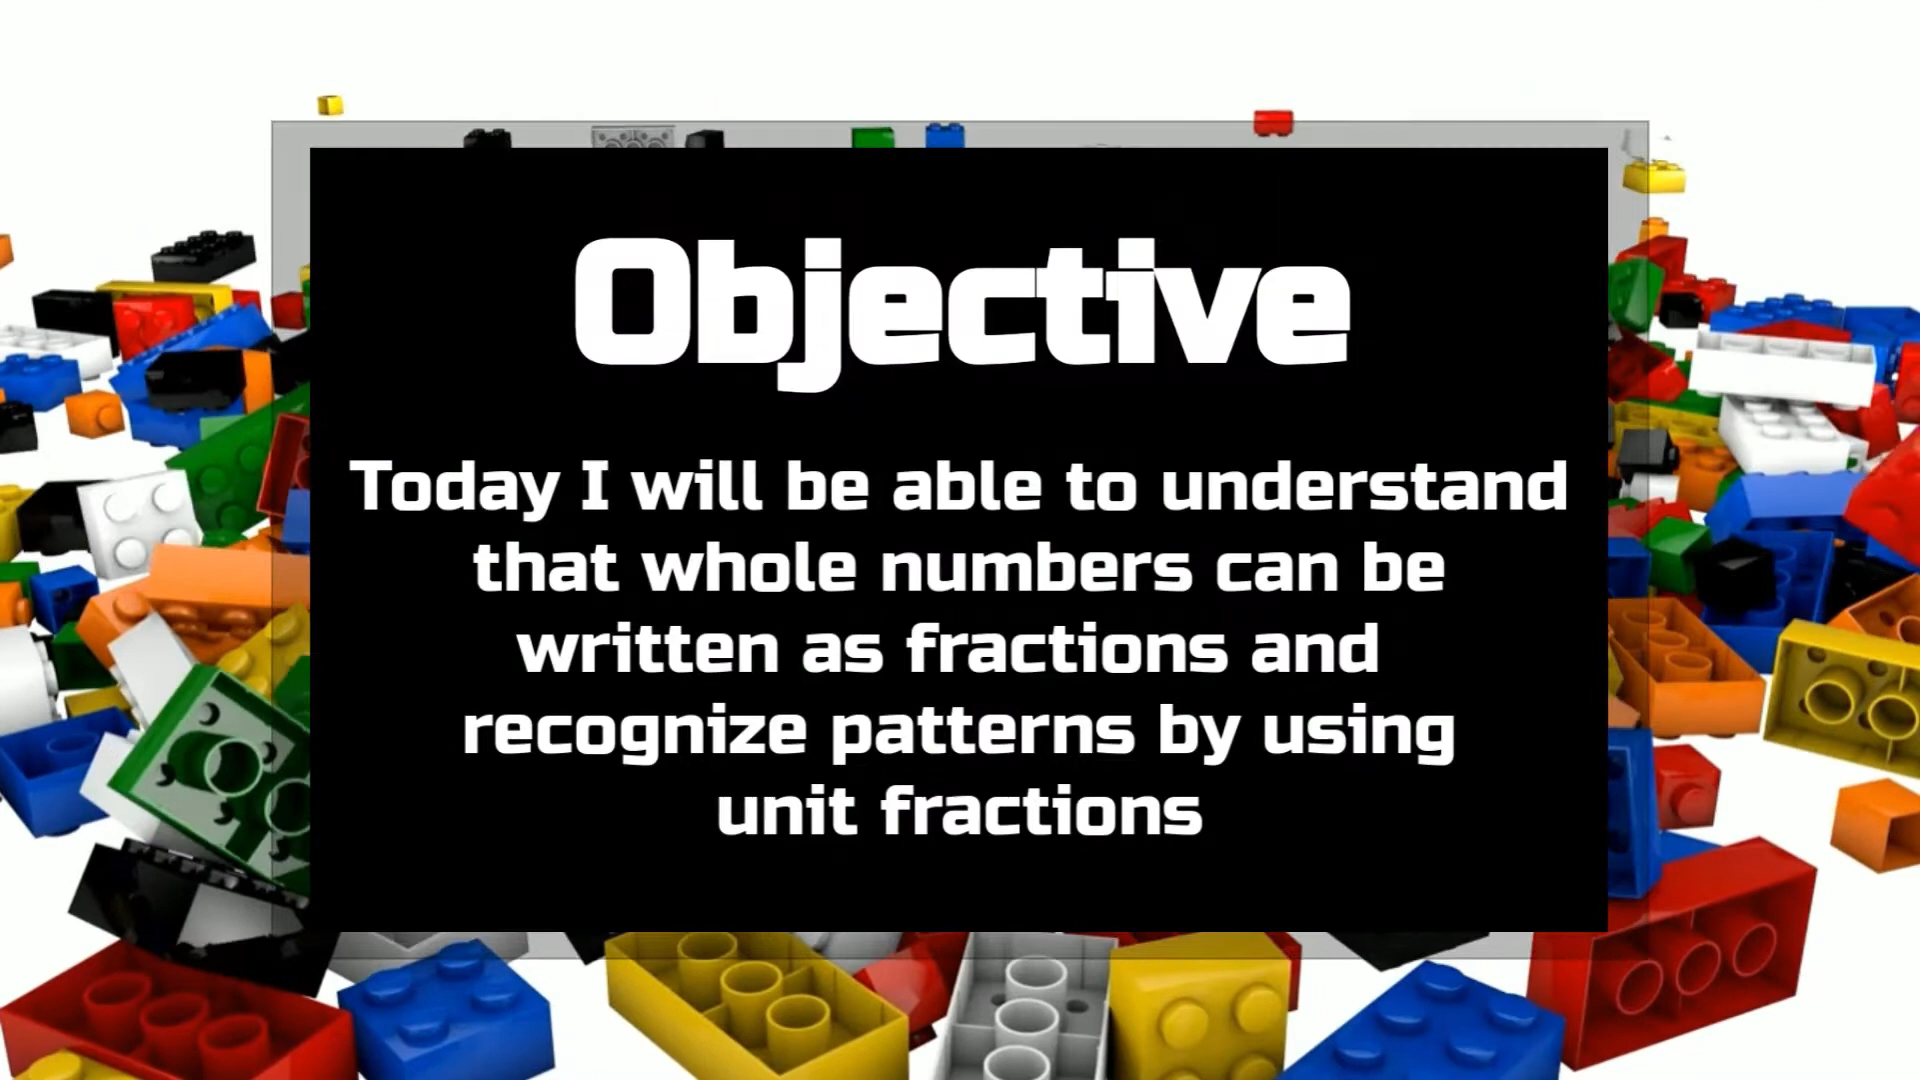 Objective
Today I will be able to understand
that whole numbers can be
written as fractions and
recognize patterns by using
unit fractions